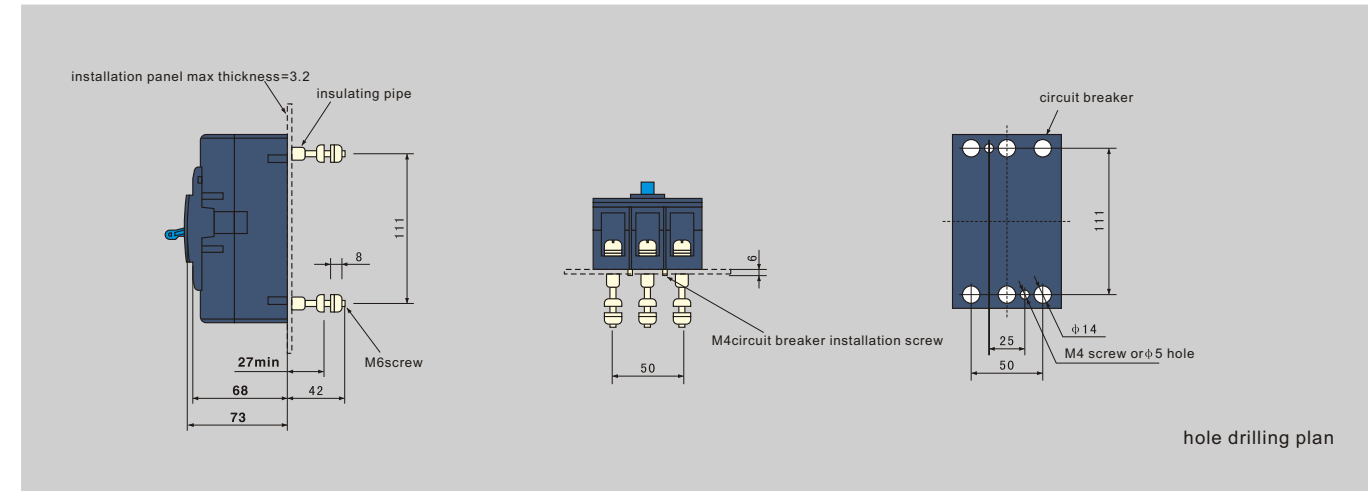 installation panel max thickness=3.2
insulating pipe
111
8
M6screw
27min
68
42
73
6
M4circuit breaker installation screw
50
circuit breaker
111
ϕ14
25
M4 screw orϕ5 hole
50
hole drilling plan